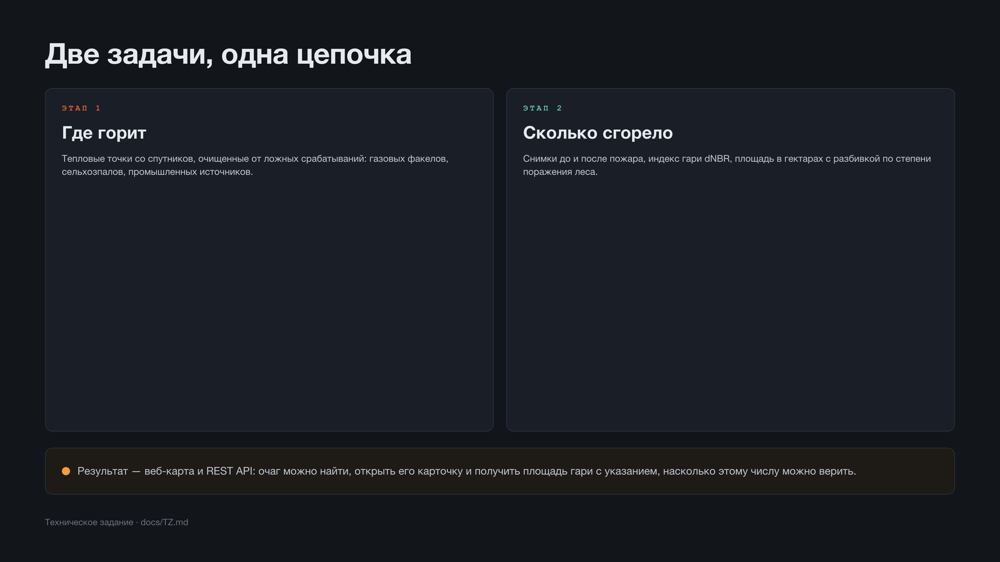 Две задачи, одна цепочка
ЭТАП 1
Где горит
Тепловые точки со спутников, очищенные от ложных срабатываний: газовых факелов,
сельхозпалов, промышленных источников.
ЭТАП 2
Сколько сгорело
Снимки до и после пожара, индекс гари dNBR, площадь в гектарах с разбивкой по степени
поражения леса.
Результат — веб-карта и REST API: очаг можно найти, открыть его карточку и получить площадь гари с указанием, насколько этому числу можно верить.
Техническое задание · docs/TZ.md